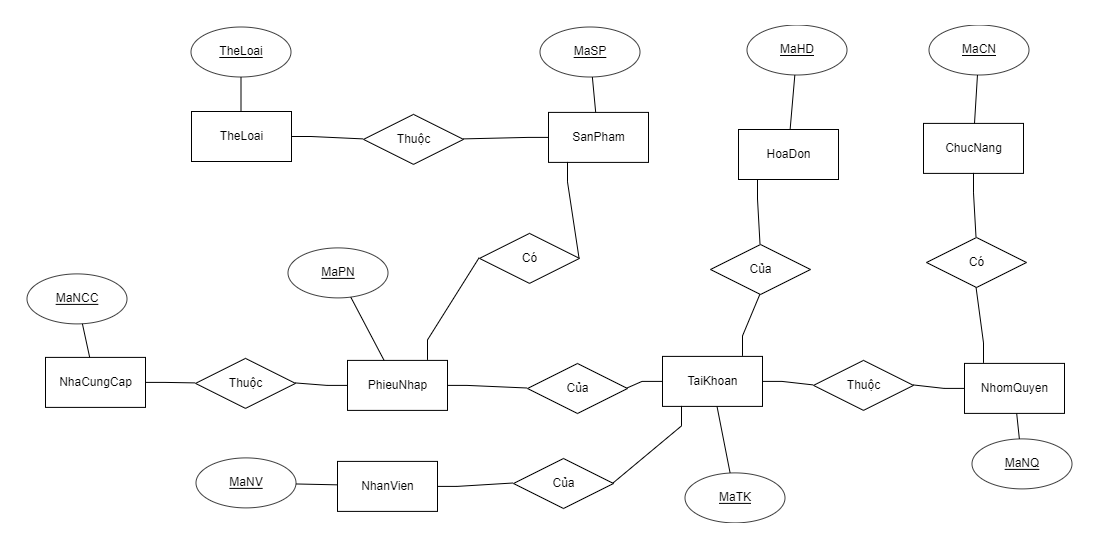 TheLoai
MaSP
MaHD
MaCN
TheLoai
Thuộc
SanPham
HoaDon
ChucNang
Có
Của
Có
MaPN
MaNCC
NhaCungCap
Thuộc
PhieuNhap
Của
TaiKhoan
Thuộc
NhomQuyen
MaNV
NhanVien
Của
MaTK
MaNQ